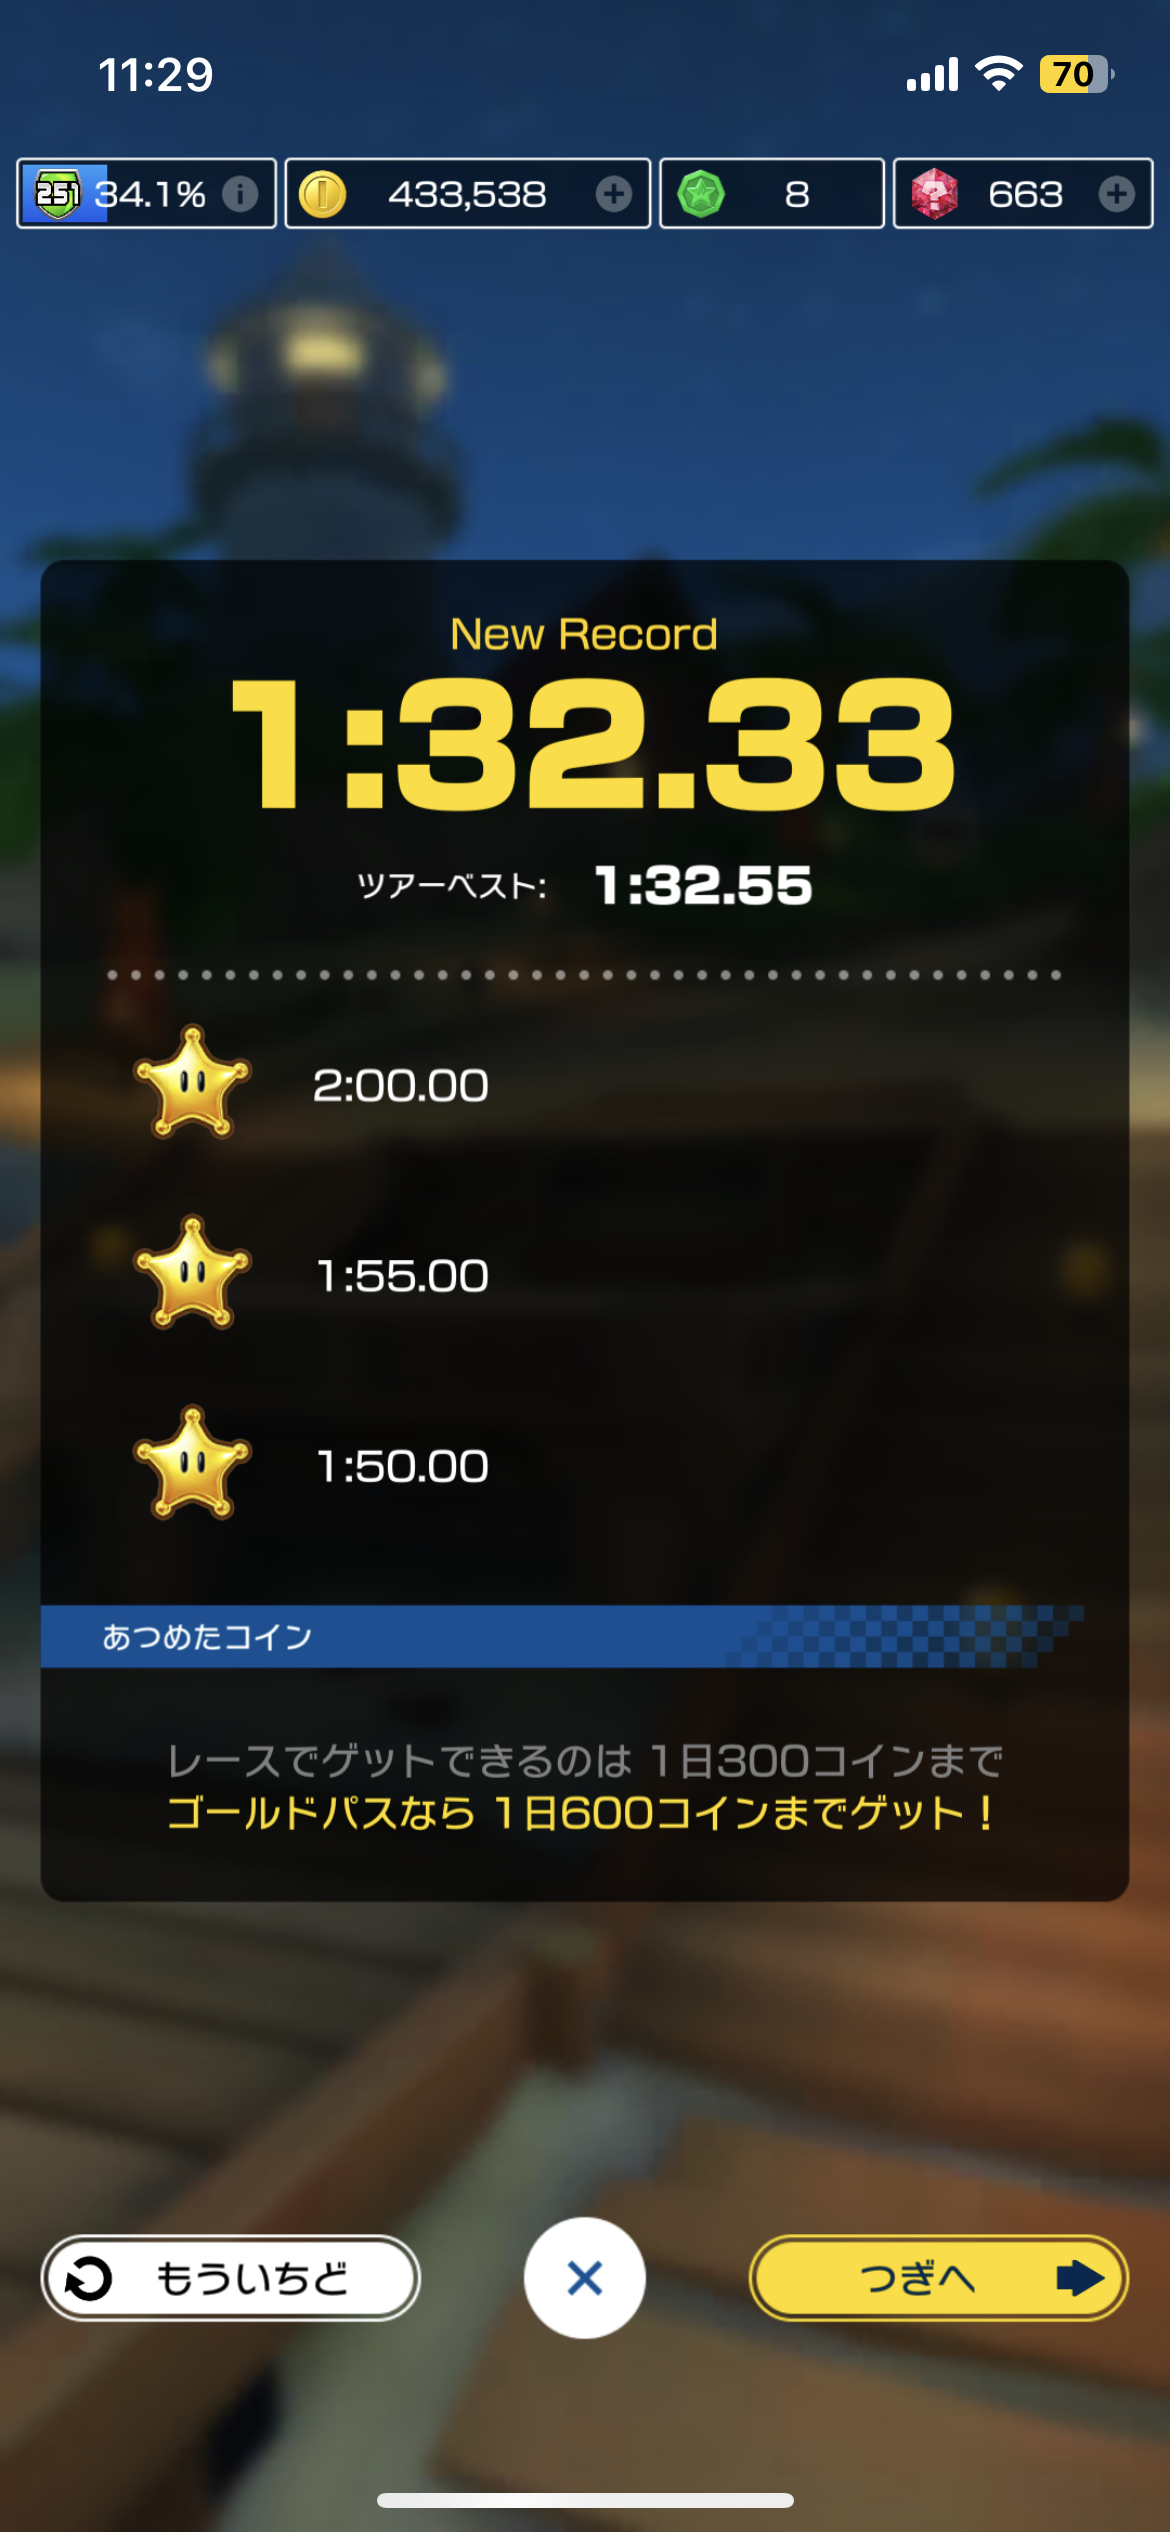 11:29
70
251 34.1% i
433,538 +
8
? 663 +
New Record
1:32.33
ツアーベスト: 1:32.55
2:00.00
1:55.00
1:50.00
あつめたコイン
レースでゲットできるのは 1日300コインまで
ゴールドパスなら 1日600コインまでゲット！
もういちど
×
つぎへ